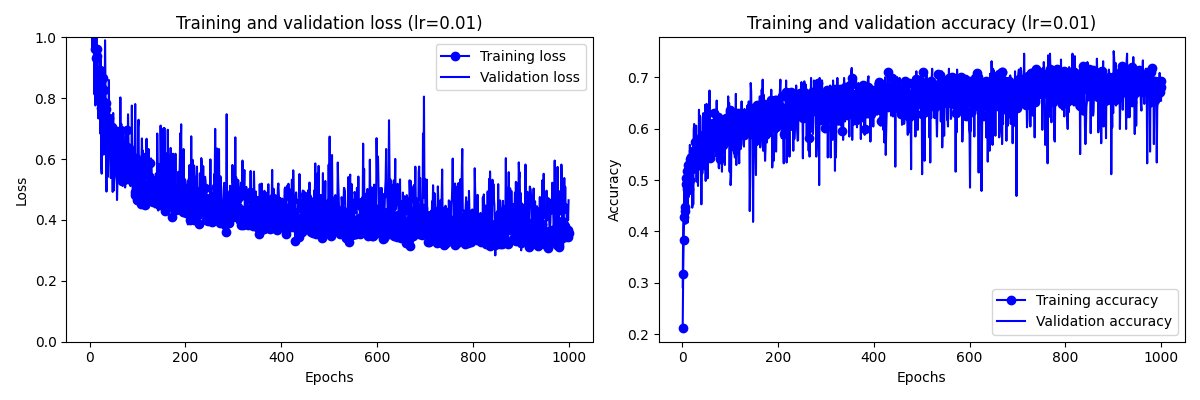 Training and validation loss (lr=0.01)
1.0
0.8
0.6
0.4
0.2
0.0
Loss
0 200 400 600 800 1000
Epochs
Training loss
Validation loss
Training and validation accuracy (lr=0.01)
0.7
0.6
0.5
0.4
0.3
0.2
Accuracy
0 200 400 600 800 1000
Epochs
Training accuracy
Validation accuracy